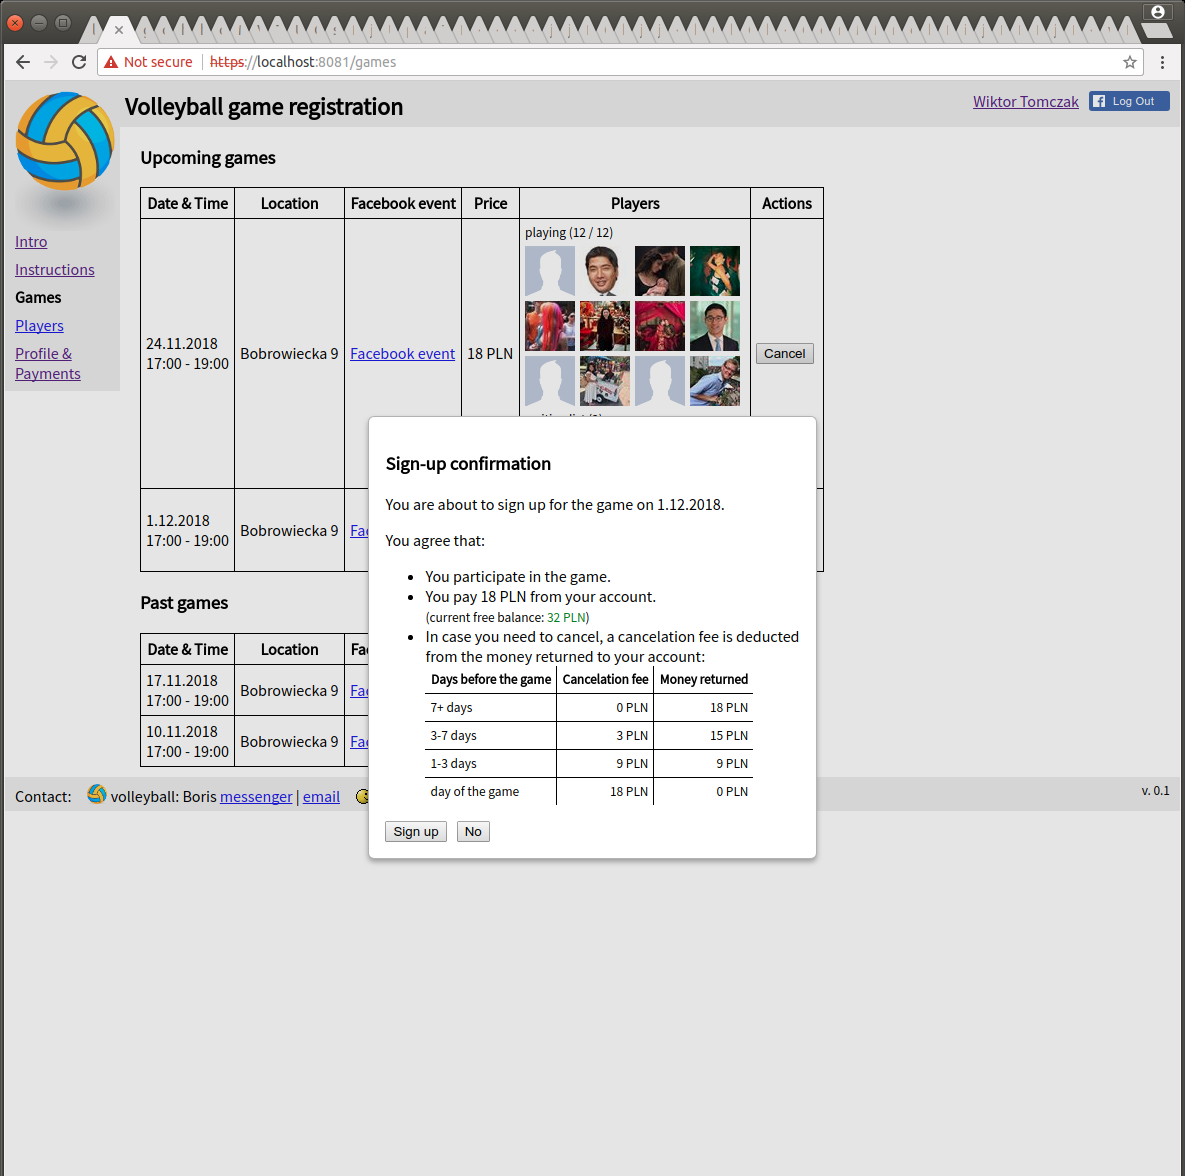 Not secure https://localhost:8081/games
Volleyball game registration
Wiktor Tomczak
Log Out
Intro
Instructions
Games
Players
Profile &
Payments
Upcoming games
Date & Time Location Facebook event Price Players Actions
playing (12 / 12)
24.11.2018
17:00 - 19:00
Bobrowiecka 9 Facebook event 18 PLN
Cancel
1.12.2018
17:00 - 19:00
Bobrowiecka 9
Past games
Date & Time Location
17.11.2018
17:00 - 19:00
Bobrowiecka 9
10.11.2018
17:00 - 19:00
Bobrowiecka 9
Sign-up confirmation
You are about to sign up for the game on 1.12.2018.
You agree that:
You participate in the game.
You pay 18 PLN from your account.
(current free balance: 32 PLN)
In case you need to cancel, a cancelation fee is deducted
from the money returned to your account:
Days before the game Cancelation fee Money returned
7+ days 0 PLN 18 PLN
3-7 days 3 PLN 15 PLN
1-3 days 9 PLN 9 PLN
day of the game 18 PLN 0 PLN
Sign up No
Contact: volleyball: Boris messenger | email
v. 0.1